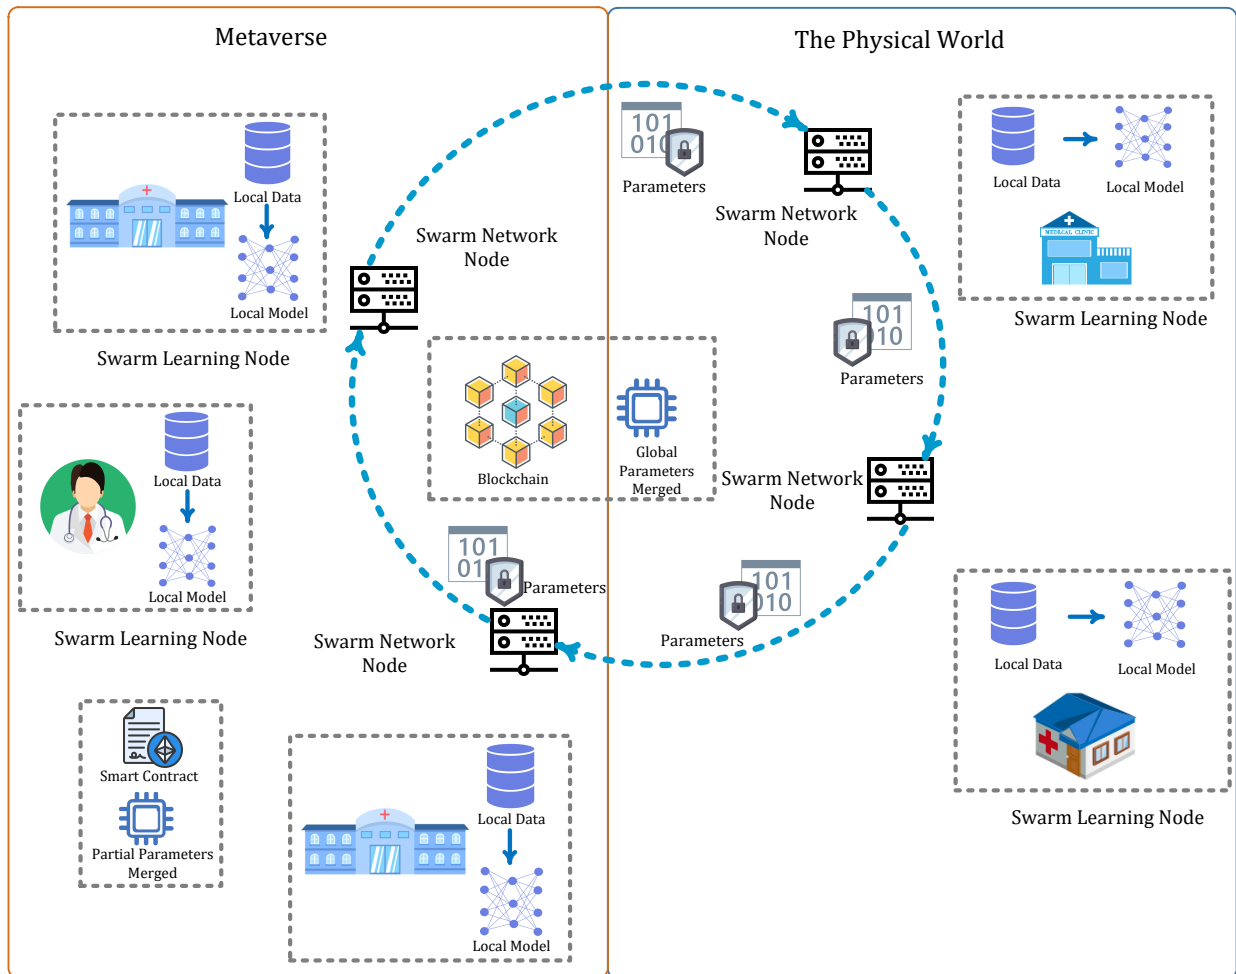 Metaverse
The Physical World
Local Data
Local Model
Swarm Learning Node
Swarm Network
Node
101
010
Parameters
Swarm Network
Node
Local Data
Local Model
MEDICAL CLINIC
Swarm Learning Node
101
010
Parameters
Blockchain
Global
Parameters
Merged
Local Data
Local Model
Swarm Learning Node
Swarm Network
Node
101
01
Parameters
Swarm Network
Node
101
010
Parameters
Local Data
Local Model
Swarm Learning Node
Smart Contract
Partial Parameters
Merged
Local Data
Local Model